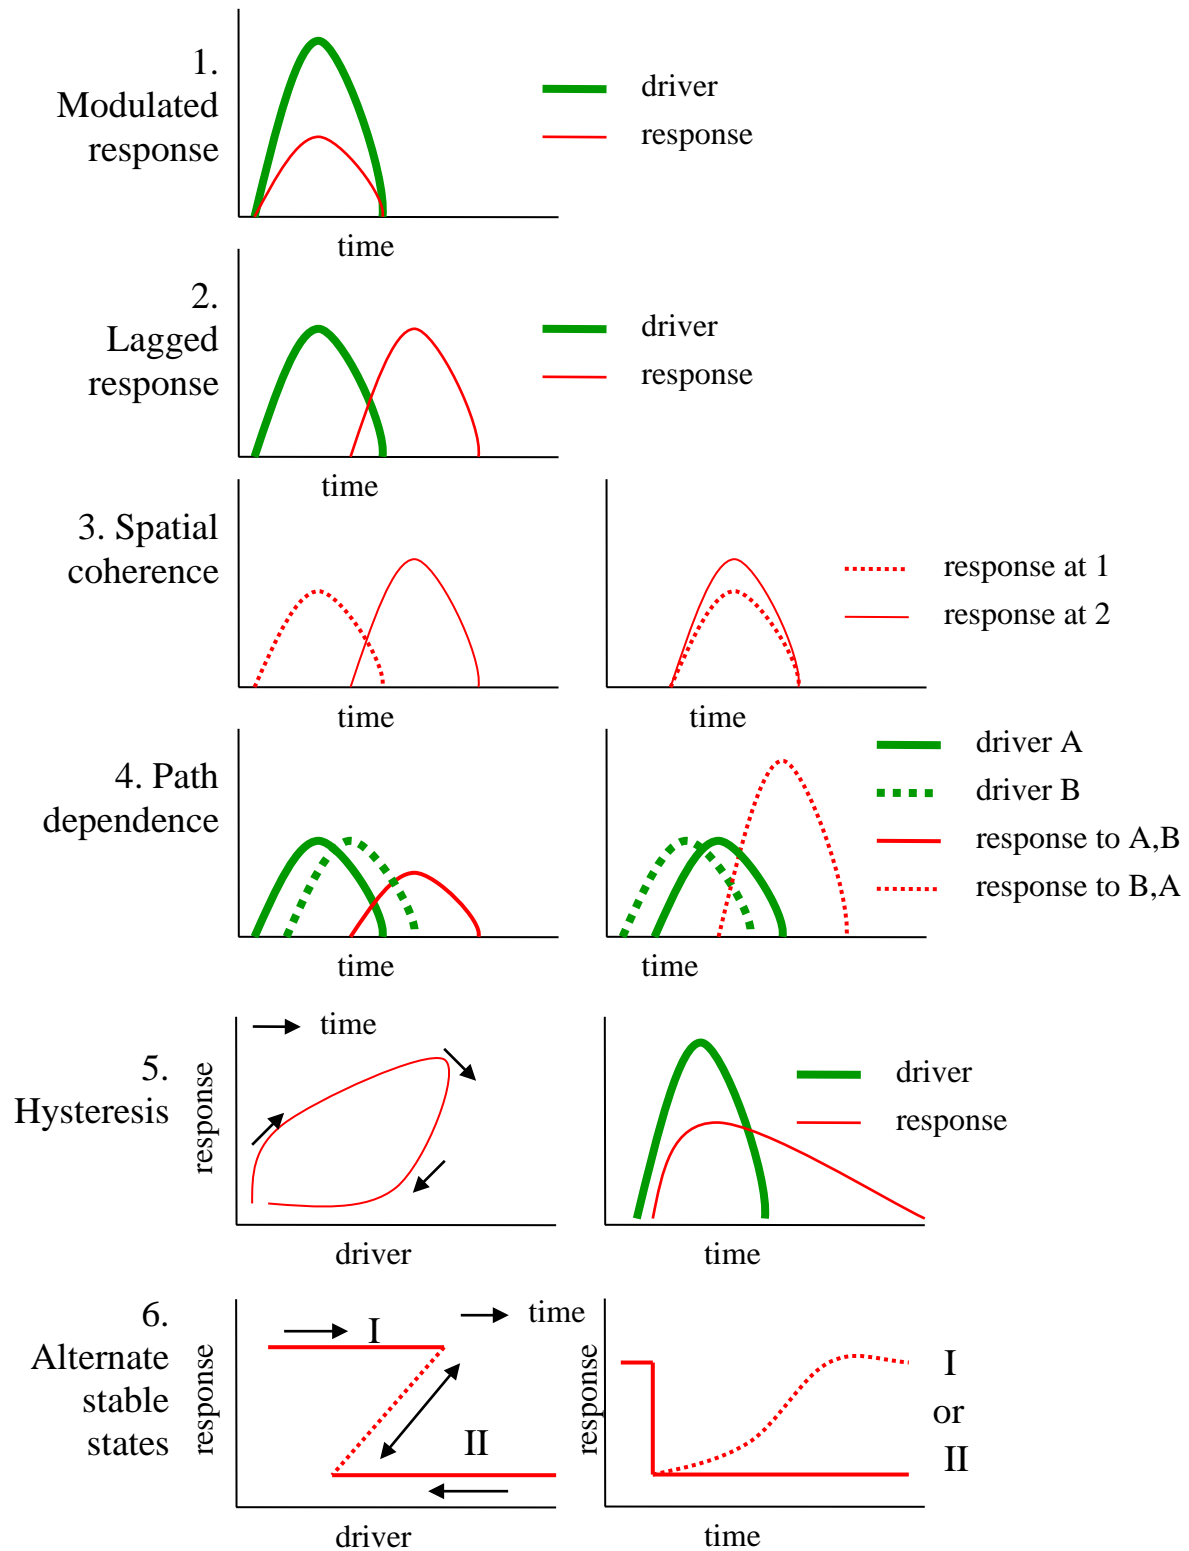 1.
Modulated
response
driver
response
time
2.
Lagged
response
driver
response
time
3. Spatial
coherence
response at 1
response at 2
time
time
4. Path
dependence
driver A
driver B
response to A,B
response to B,A
time
time
5.
Hysteresis
response
time
driver
driver
response
time
6.
Alternate
stable
states
response
I
time
II
driver
response
I
or
II
time